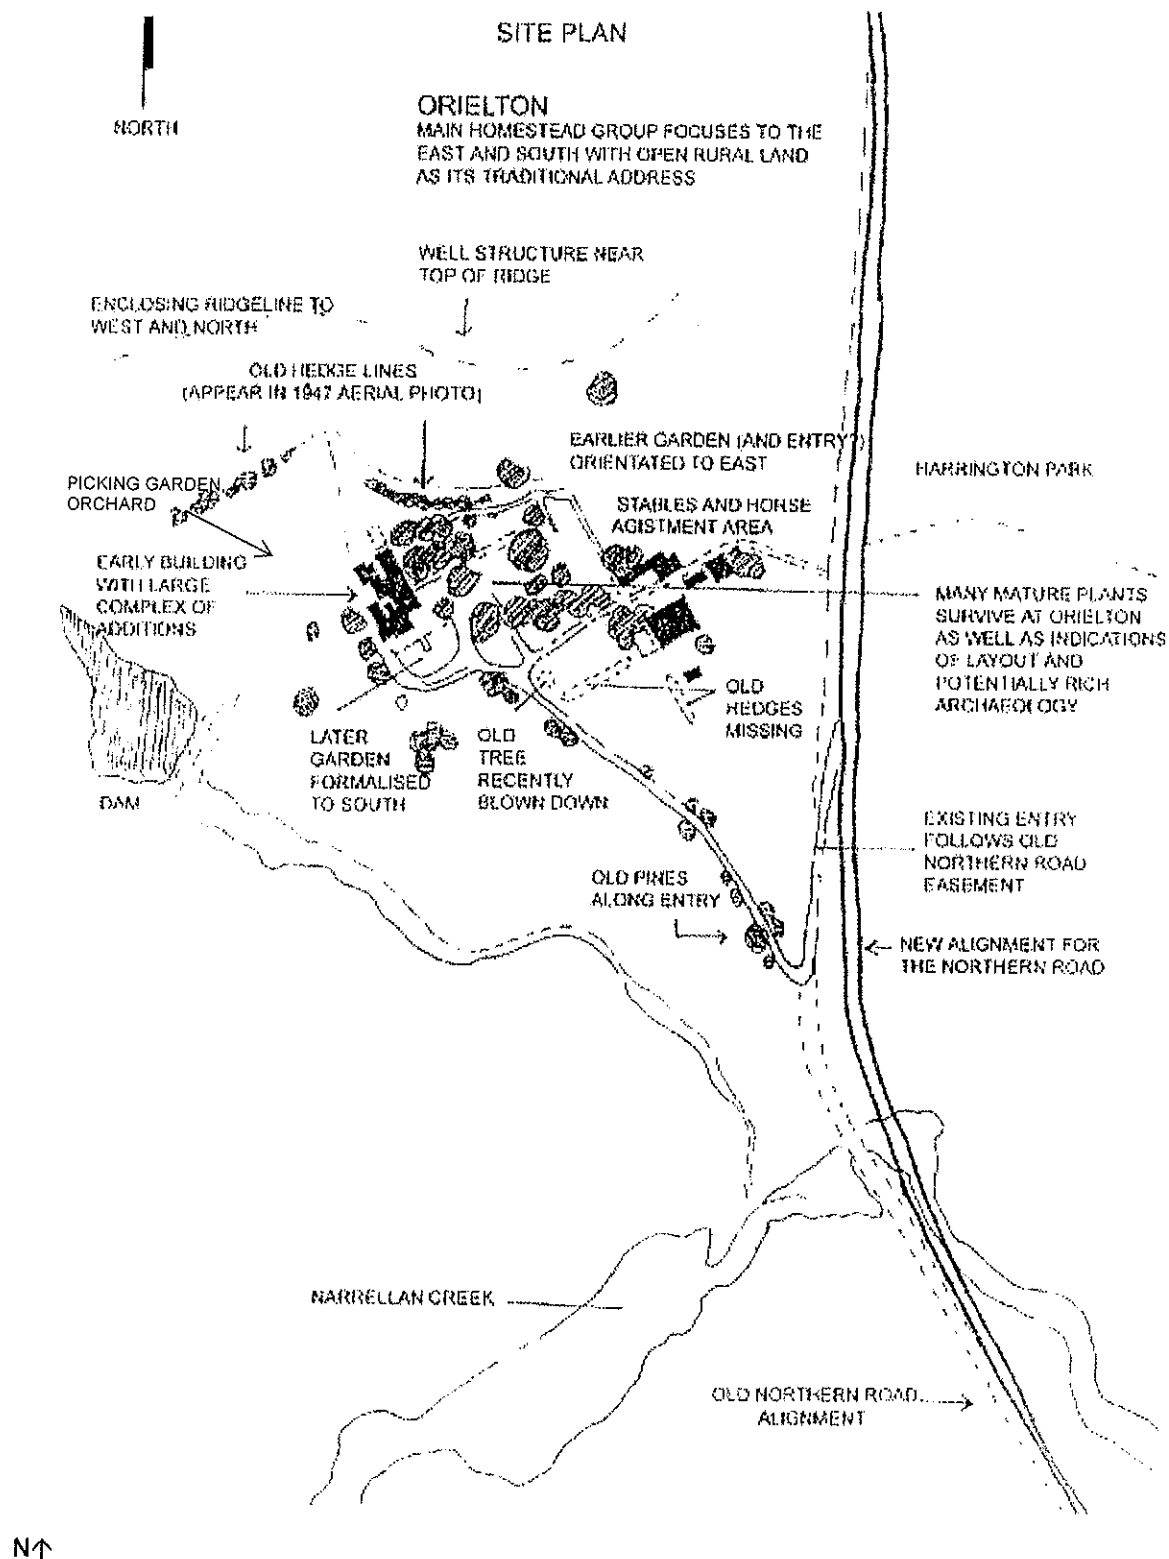 SITE PLAN
NORTH
ORIELTON
MAIN HOMESTEAD GROUP FOCUSES TO THE
EAST AND SOUTH WITH OPEN RURAL LAND
AS ITS TRADITIONAL ADDRESS
WELL STRUCTURE NEAR
TOP OF RIDGE
ENCLOSING RIDGELINE TO
WEST AND NORTH
OLD HEDGE LINES
(APPEAR IN 1947 AERIAL PHOTO)
EARLIER GARDEN (AND ENTRY?)
ORIENTATED TO EAST
HARRINGTON PARK
PICKING GARDEN,
ORCHARD
STABLES AND HORSE
AGISTMENT AREA
EARLY BUILDING
WITH LARGE
COMPLEX OF
ADDITIONS
MANY MATURE PLANTS
SURVIVE AT ORIELTON
AS WELL AS INDICATIONS
OF LAYOUT AND
POTENTIALLY RICH
ARCHAEOLOGY
OLD
HEDGES
MISSING
LATER
GARDEN
FORMALISED
TO SOUTH
OLD
TREE
RECENTLY
BLOWN DOWN
DAM
EXISTING ENTRY
FOLLOWS OLD
NORTHERN ROAD
EASEMENT
OLD PINES
ALONG ENTRY
NEW ALIGNMENT FOR
THE NORTHERN ROAD
NARRELLAN CREEK
OLD NORTHERN ROAD
ALIGNMENT
N↑